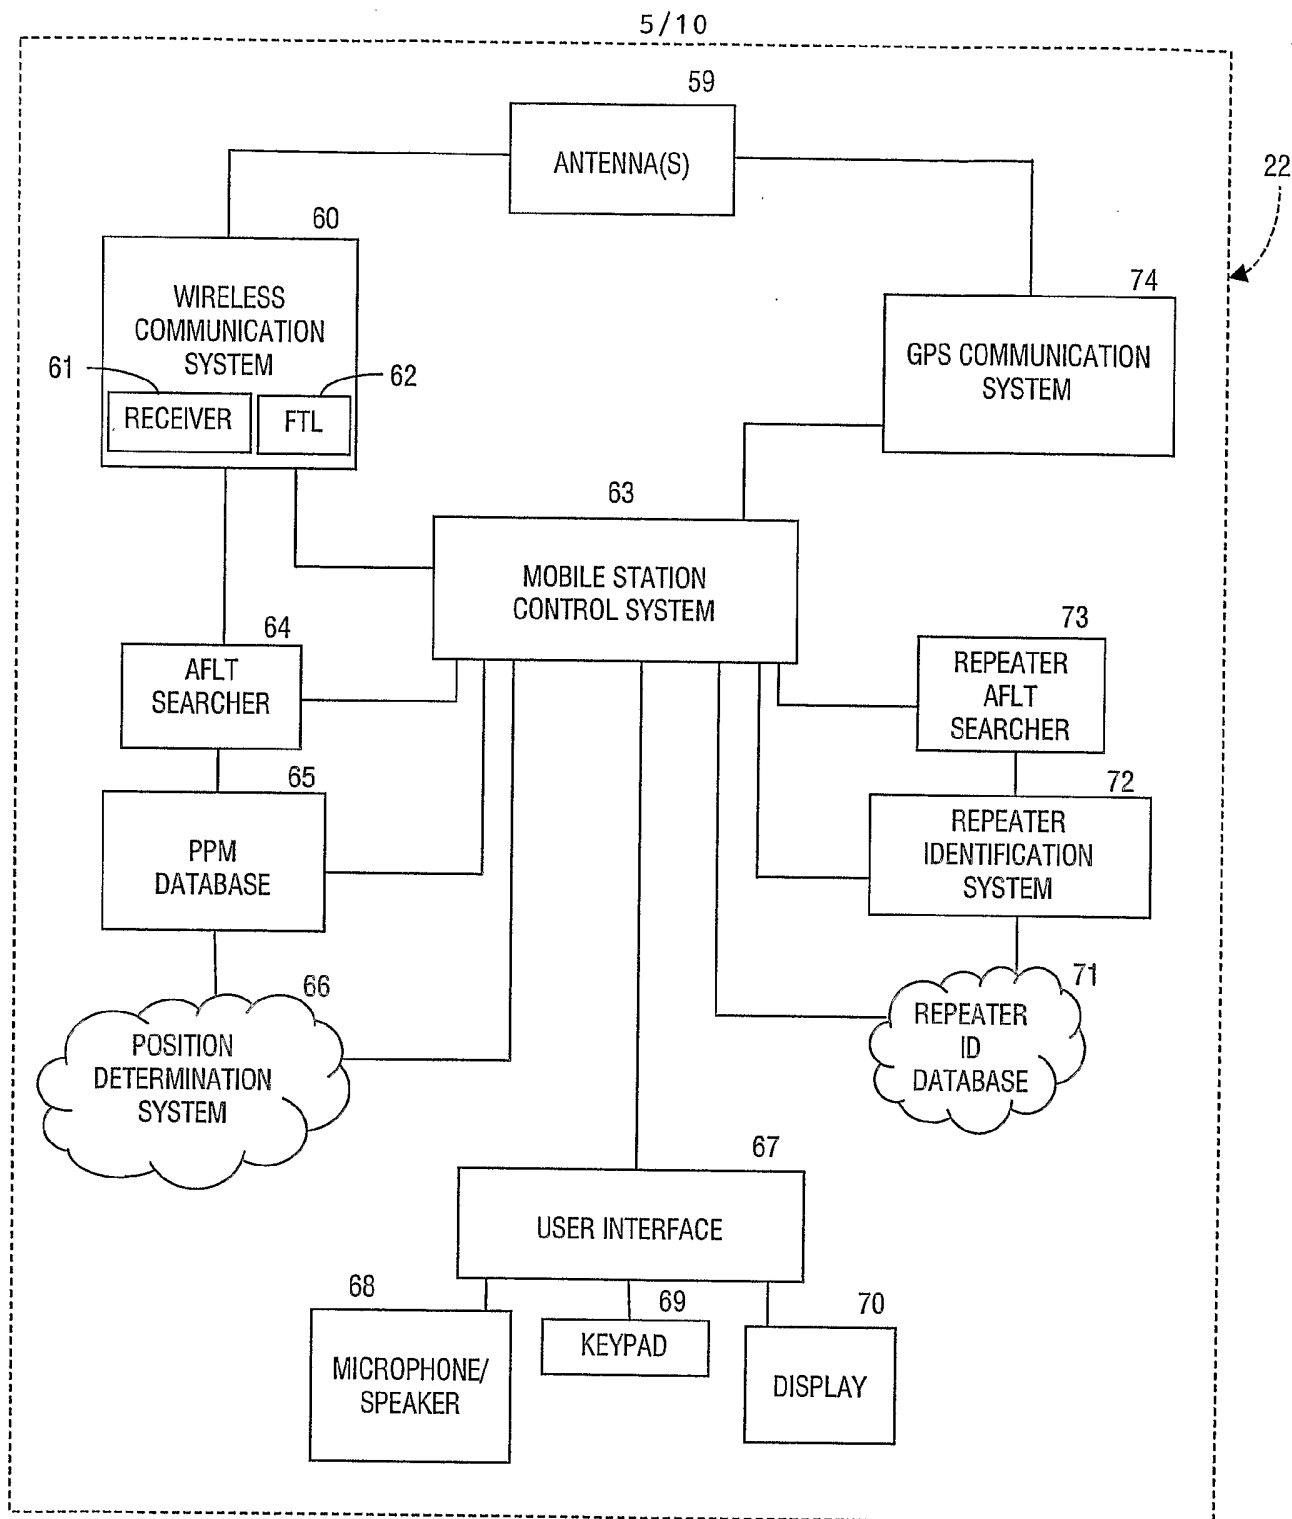 5/10
59
ANTENNA(S)
22
60
WIRELESS
COMMUNICATION
SYSTEM
61
62
RECEIVER
FTL
74
GPS COMMUNICATION
SYSTEM
63
MOBILE STATION
CONTROL SYSTEM
64
AFLT
SEARCHER
73
REPEATER
AFLT
SEARCHER
65
PPM
DATABASE
72
REPEATER
IDENTIFICATION
SYSTEM
66
POSITION
DETERMINATION
SYSTEM
71
REPEATER
ID
DATABASE
67
USER INTERFACE
68
MICROPHONE/
SPEAKER
69
KEYPAD
70
DISPLAY